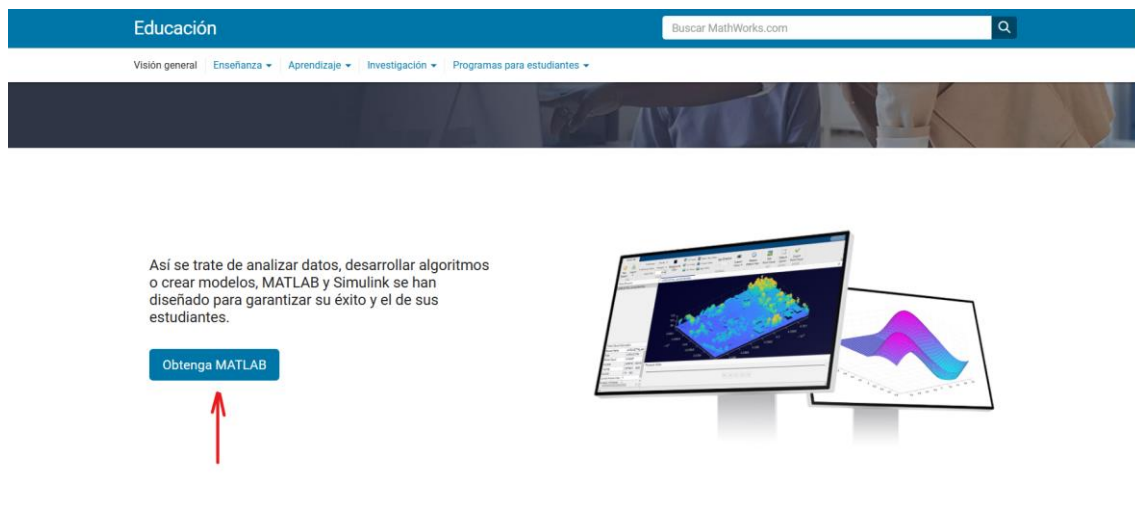 Educación
Buscar MathWorks.com
Visión general
Enseñanza
Aprendizaje
Investigación
Programas para estudiantes
Así se trate de analizar datos, desarrollar algoritmos
o crear modelos, MATLAB y Simulink se han
diseñado para garantizar su éxito y el de sus
estudiantes.
Obtenga MATLAB